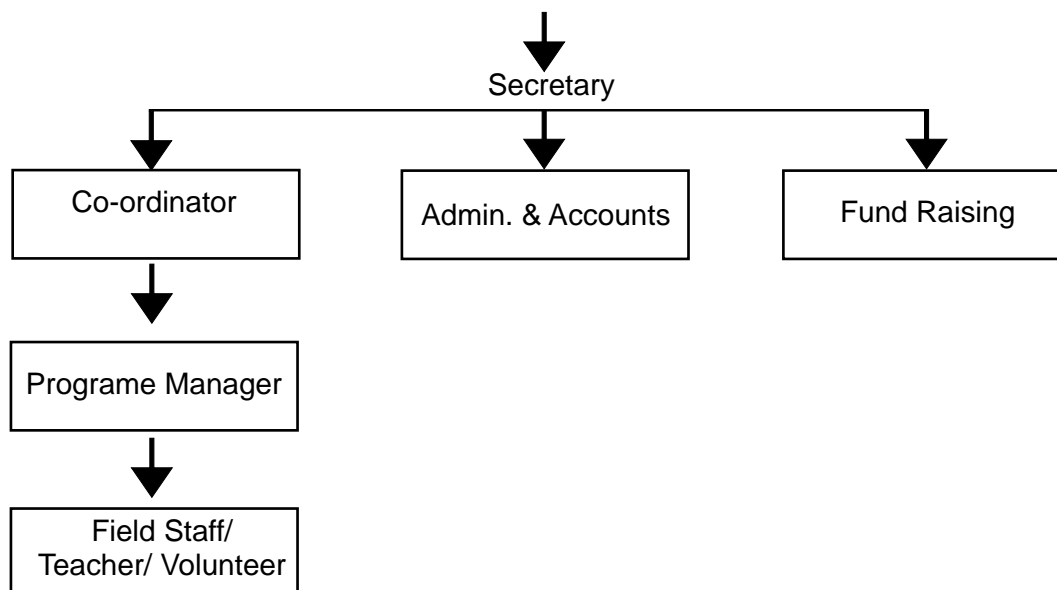 Secretary
Co-ordinator
Admin. & Accounts
Fund Raising
Programe Manager
Field Staff/
Teacher/ Volunteer